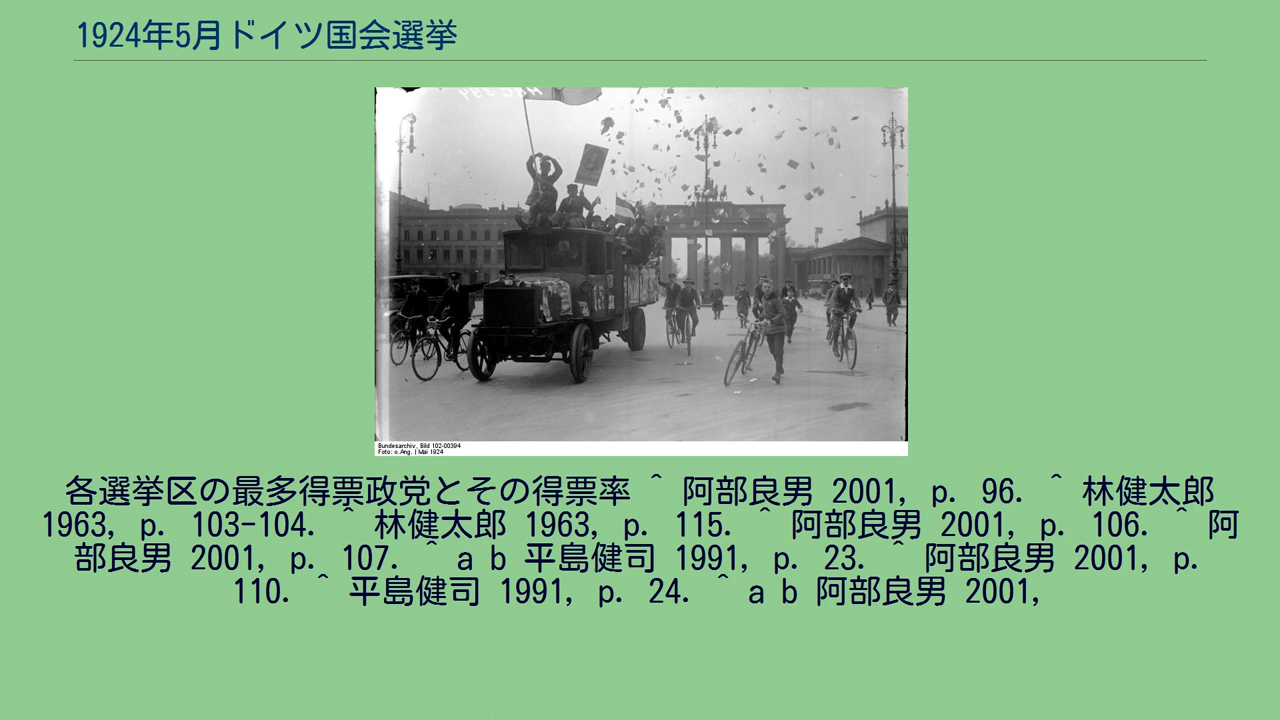 1924年5月ドイツ国会選挙
Bundesarchiv, Bild 102-00394
Foto: o.Ang. | Mai 1924
各選挙区の最多得票政党とその得票率 ^ 阿部良男 2001, p. 96. ^ 林健太郎
1963, p. 103-104. ^ 林健太郎 1963, p. 115. ^ 阿部良男 2001, p. 106. ^ 阿
部良男 2001, p. 107. ^ a b 平島健司 1991, p. 23. ^ 阿部良男 2001, p.
110. ^ 平島健司 1991, p. 24. ^ a b 阿部良男 2001,